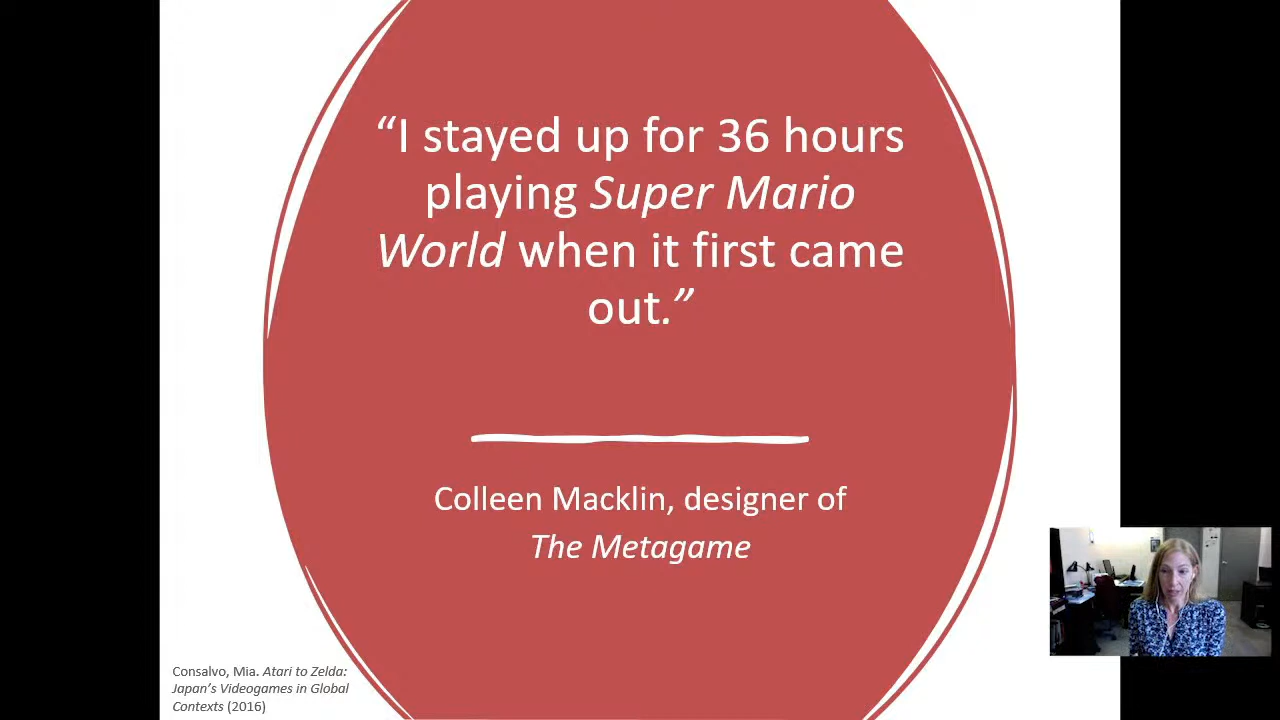 “I stayed up for 36 hours
playing Super Mario
World when it first came
out.”
Colleen Macklin, designer of
The Metagame
Consalvo, Mia. Atari to Zelda:
Japan’s Videogames in Global
Contexts (2016)